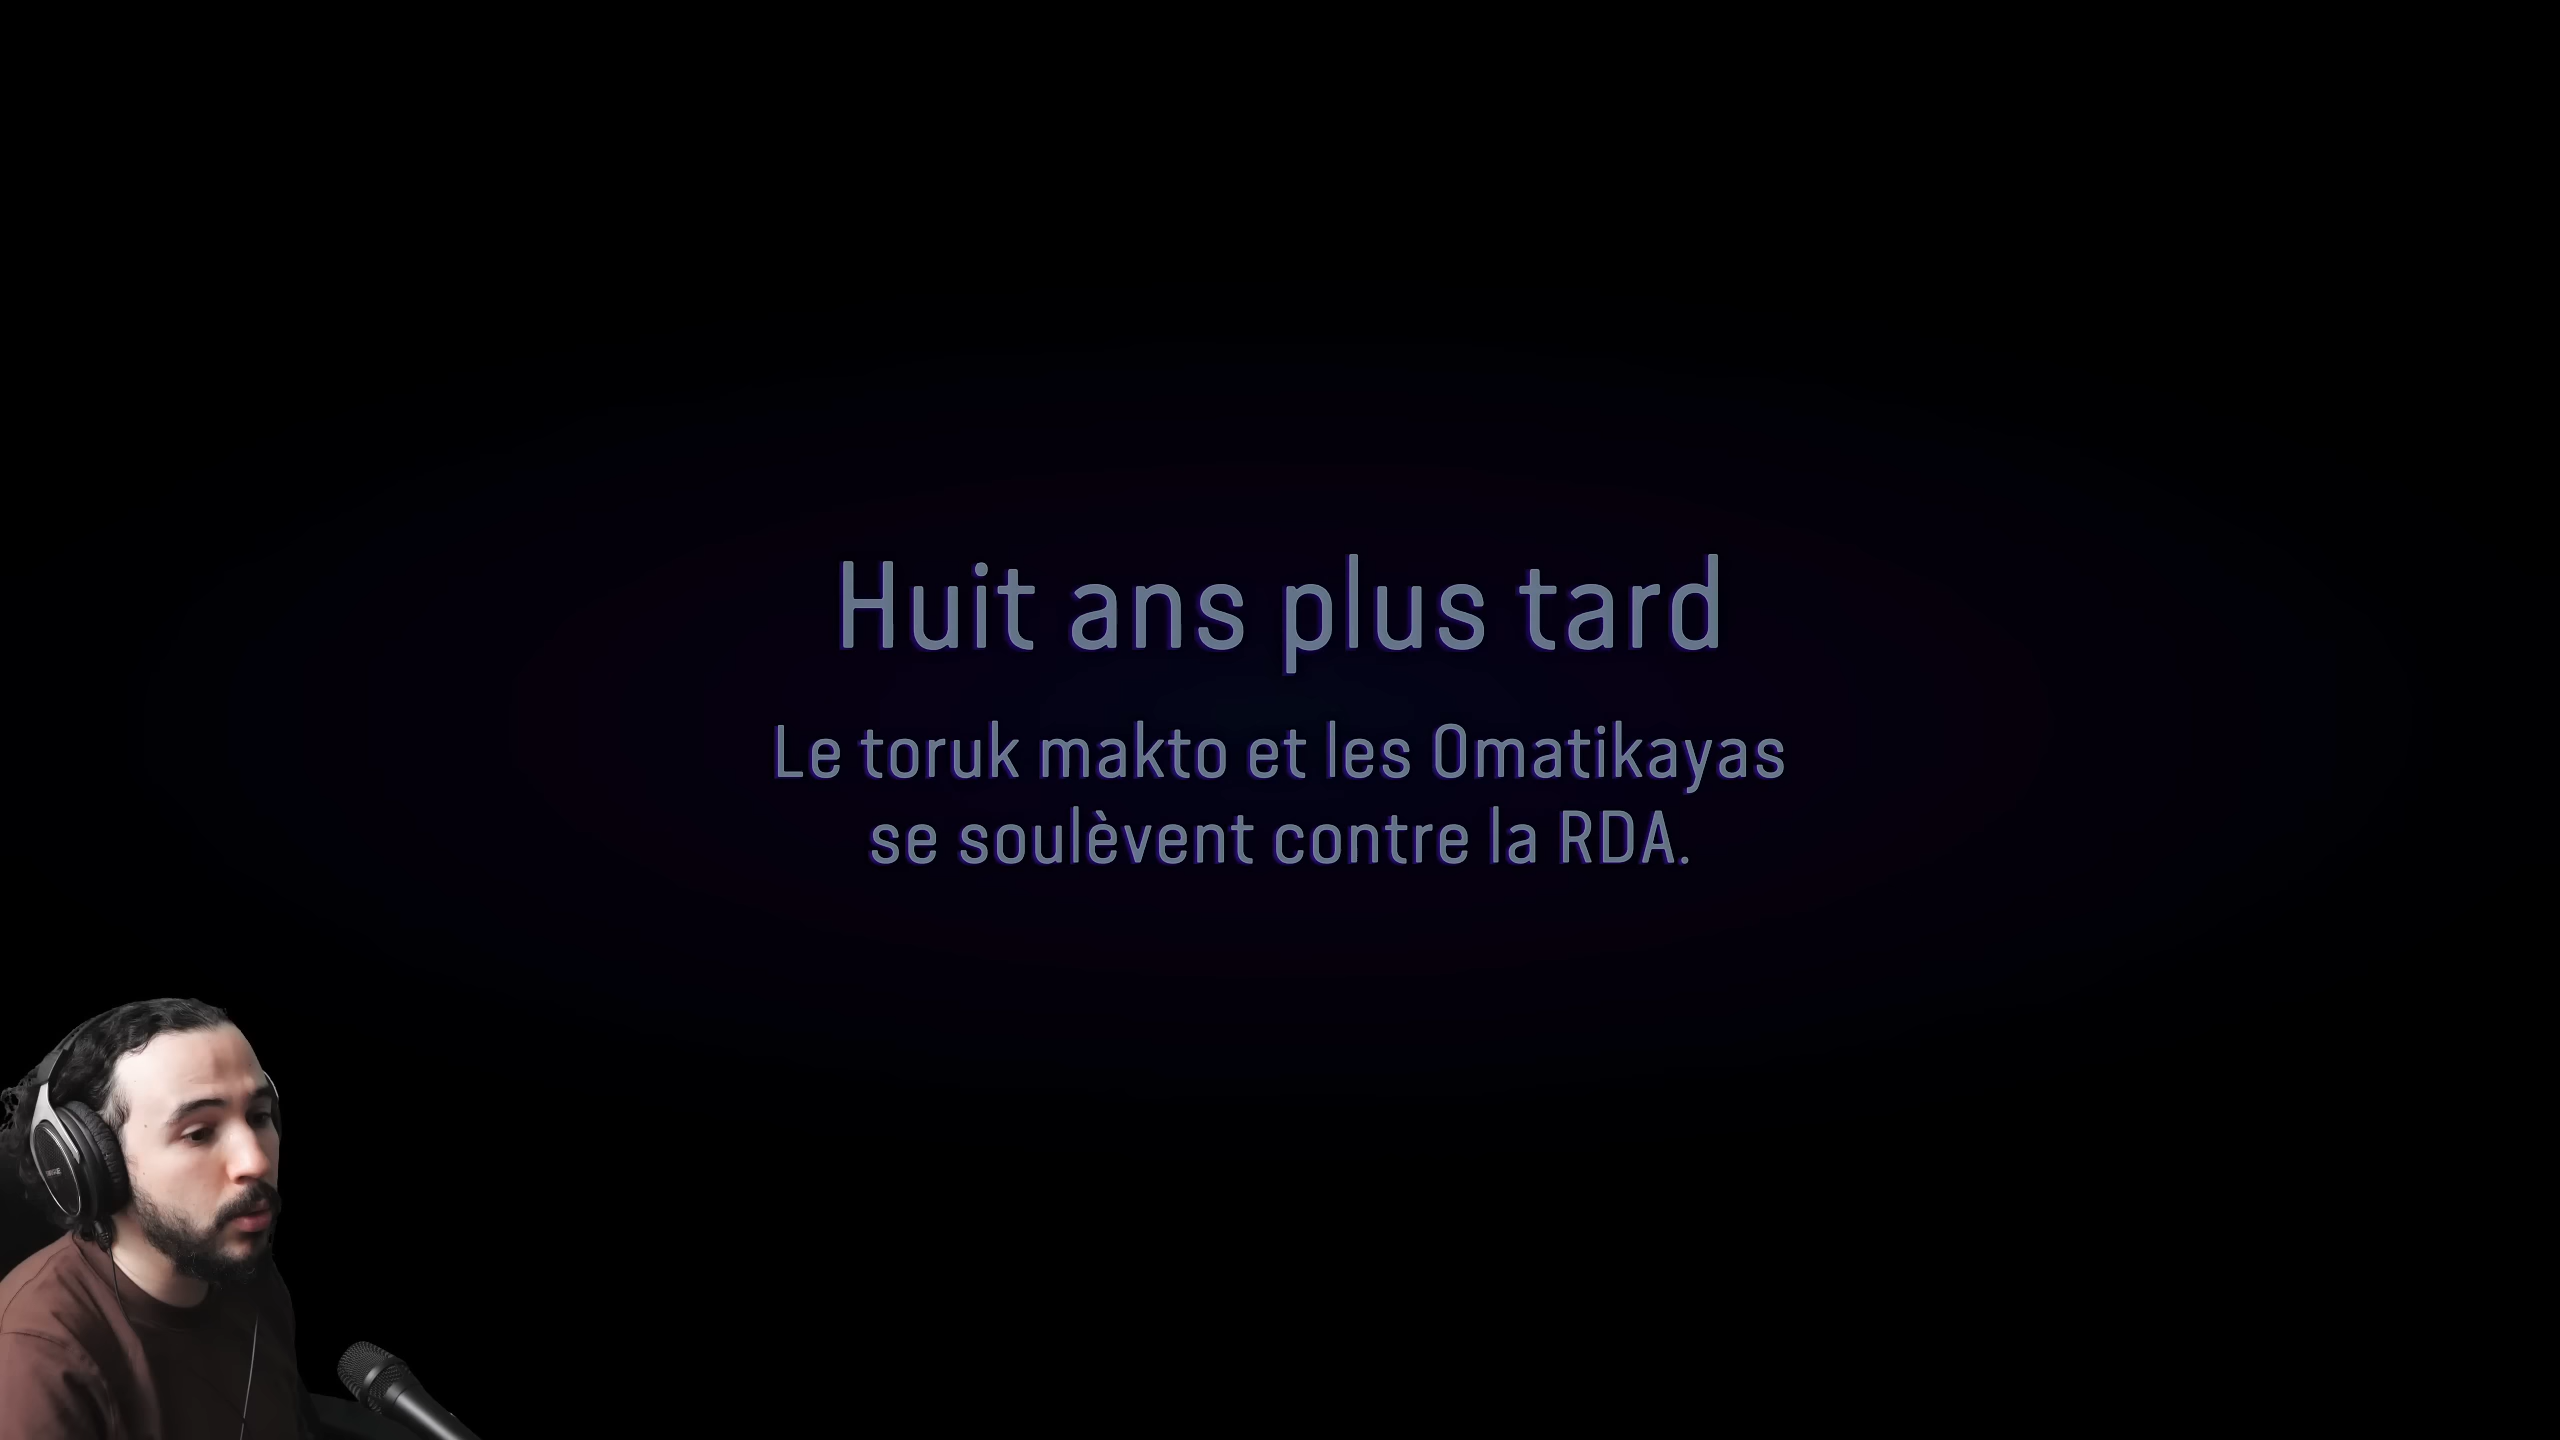 Huit ans plus tard
Le toruk makto et les Omatikayas
se soulèvent contre la RDA.